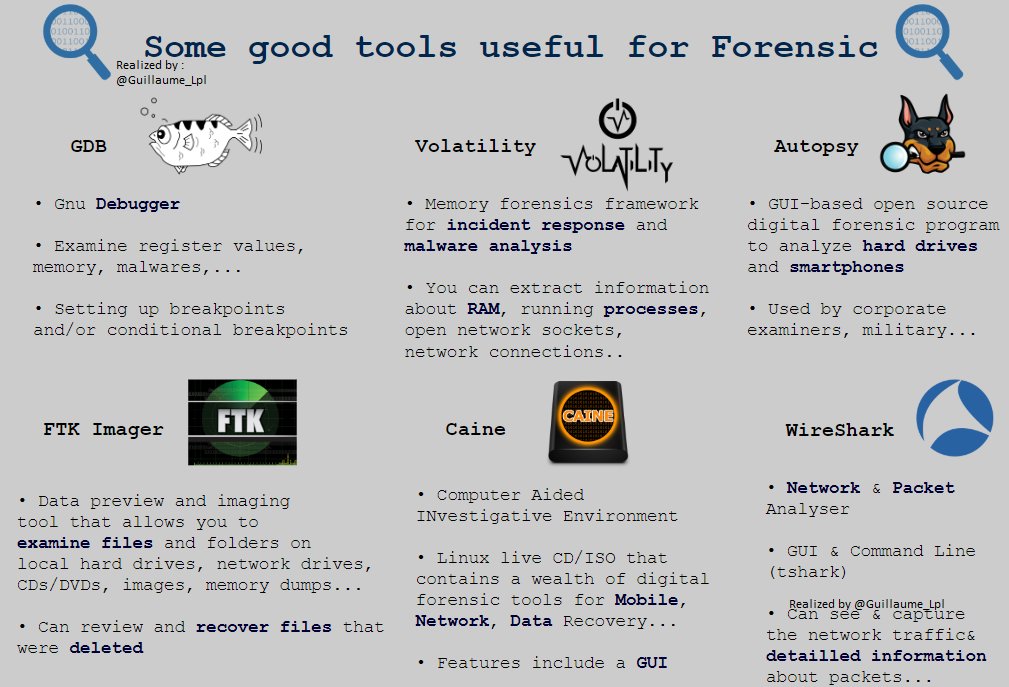 Some good tools useful for Forensic
Realized by :
@Guillaume_Lpl
GDB
• Gnu Debugger
• Examine register values,
memory, malwares,...
• Setting up breakpoints
and/or conditional breakpoints
Volatility
VOLATILITY
• Memory forensics framework
for incident response and
malware analysis
• You can extract information
about RAM, running processes,
open network sockets,
network connections..
Autopsy
• GUI-based open source
digital forensic program
to analyze hard drives
and smartphones
• Used by corporate
examiners, military...
FTK Imager
FTK
• Data preview and imaging
tool that allows you to
examine files and folders on
local hard drives, network drives,
CDs/DVDs, images, memory dumps...
• Can review and recover files that
were deleted
Caine
CAINE
• Computer Aided
INvestigative Environment
• Linux live CD/ISO that
contains a wealth of digital
forensic tools for Mobile,
Network, Data Recovery...
• Features include a GUI
WireShark
• Network & Packet
Analyser
• GUI & Command Line
(tshark)
Realized by @Guillaume_Lpl
• Can see & capture
the network traffic&
detailled information
about packets...